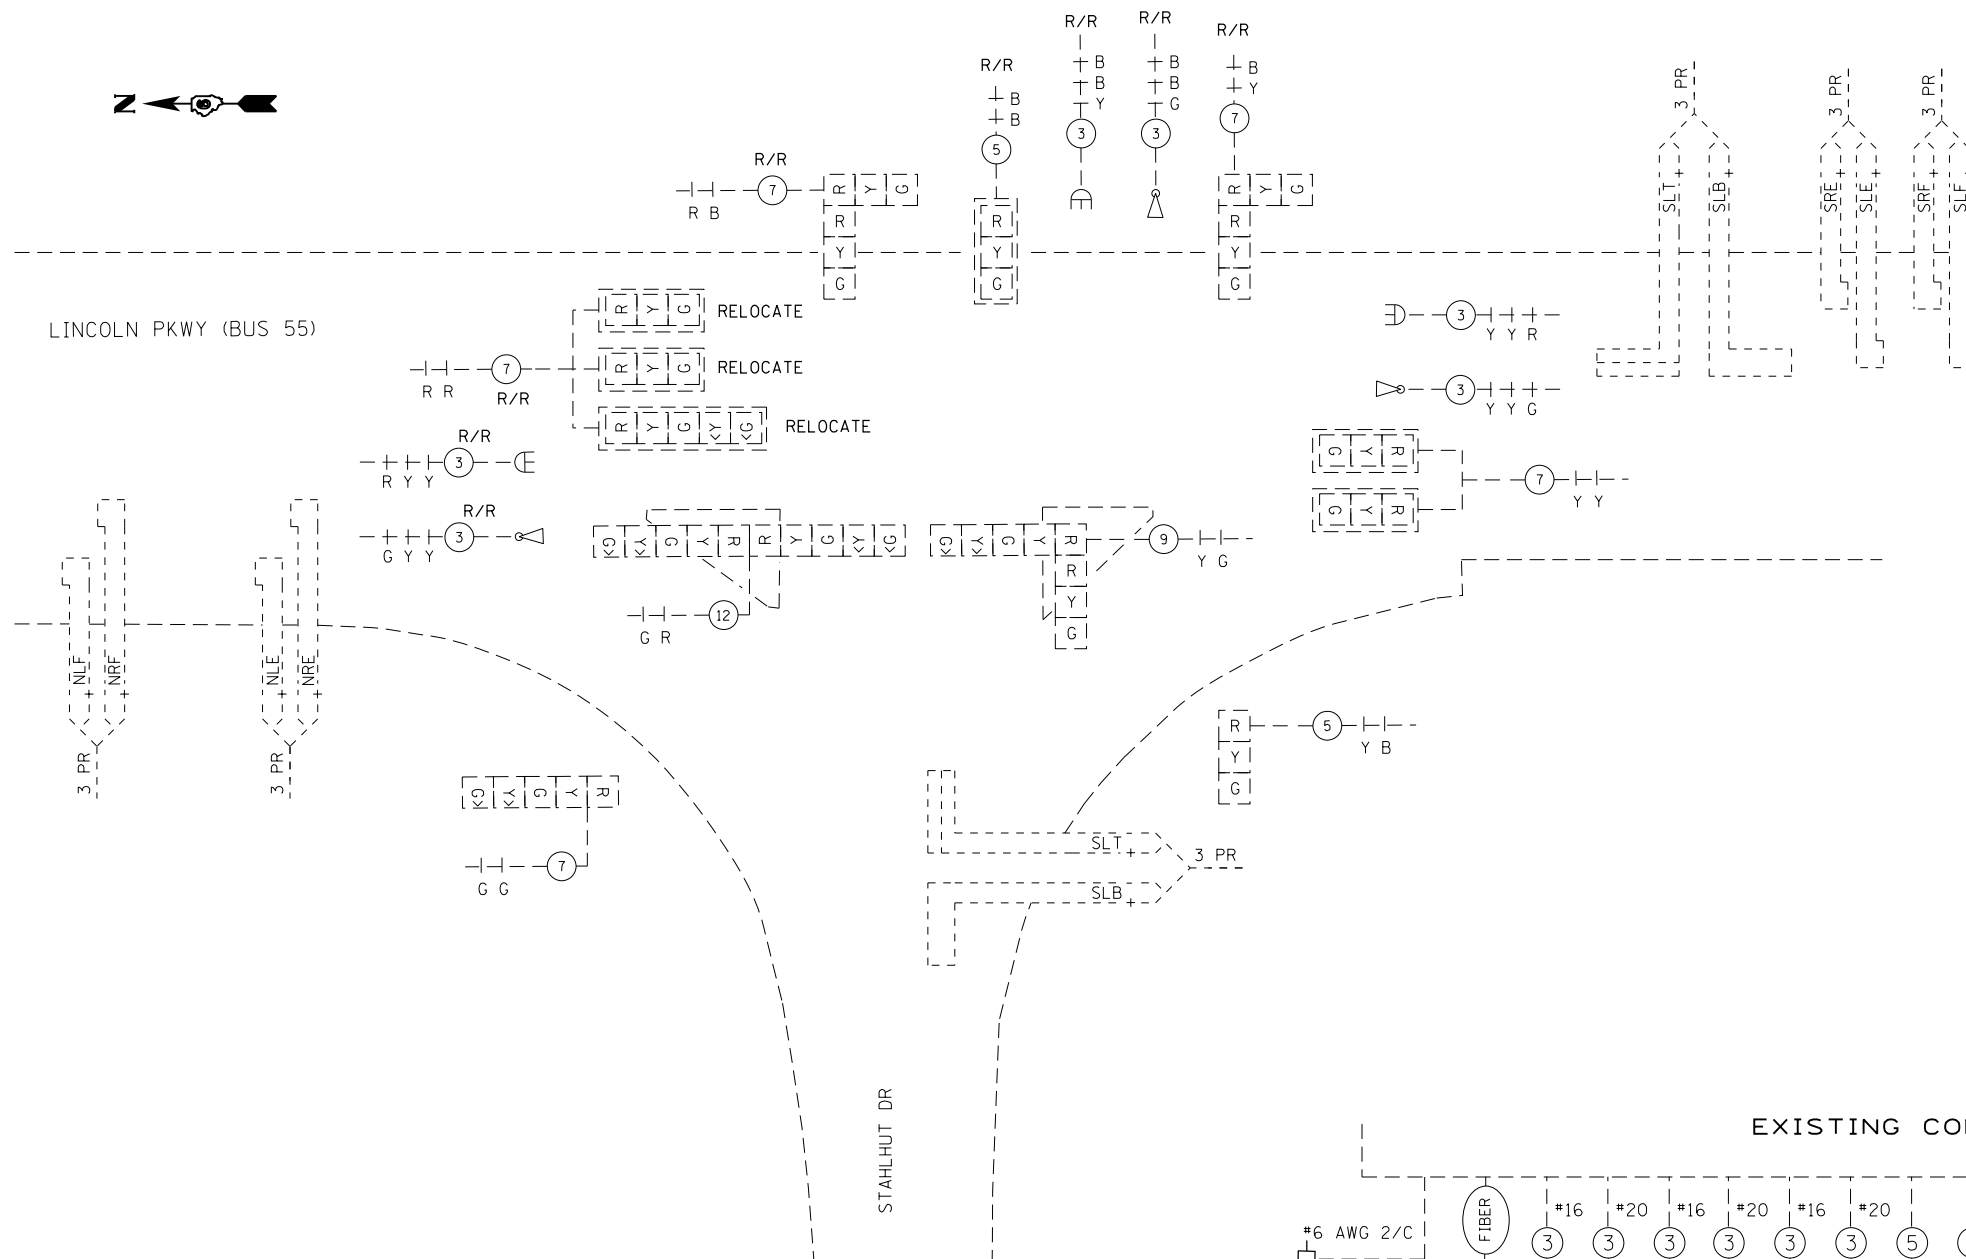 R/R
R/R
R/R
R/R
B
B
B
B
B
B
B
Y
Y
G
B
N
6
3
3
7
5
R/R
7
R B
R Y G
R
Y
G
R
Y
G
R Y G
R
Y
G
3 PR
3 PR
3 PR
SLT +
SLB +
SRE
SLE +
SRF
SLF +
LINCOLN PKWY (BUS 55)
R Y G
RELOCATE
R Y G
RELOCATE
7
R R
R/R
R Y G <Y <G
RELOCATE
3
Y Y R
3
Y Y G
R/R
3
R Y Y
R/R
3
G Y Y
G Y R
G Y R
7
Y Y
G> Y> G Y R
R Y G <Y <G
G> Y> G Y R
R
Y
G
9
Y G
12
G R
NLF +
NRF +
NLE +
NRE +
3 PR
3 PR
R
Y
G
5
Y B
G> Y> G Y R
7
G G
SLT +
SLB +
3 PR
STAHLHUT DR
EXISTING CO
#6 AWG 2/C
FIBER
#16
#20
#16
#20
#16
#20
3
3
3
3
3
3
5